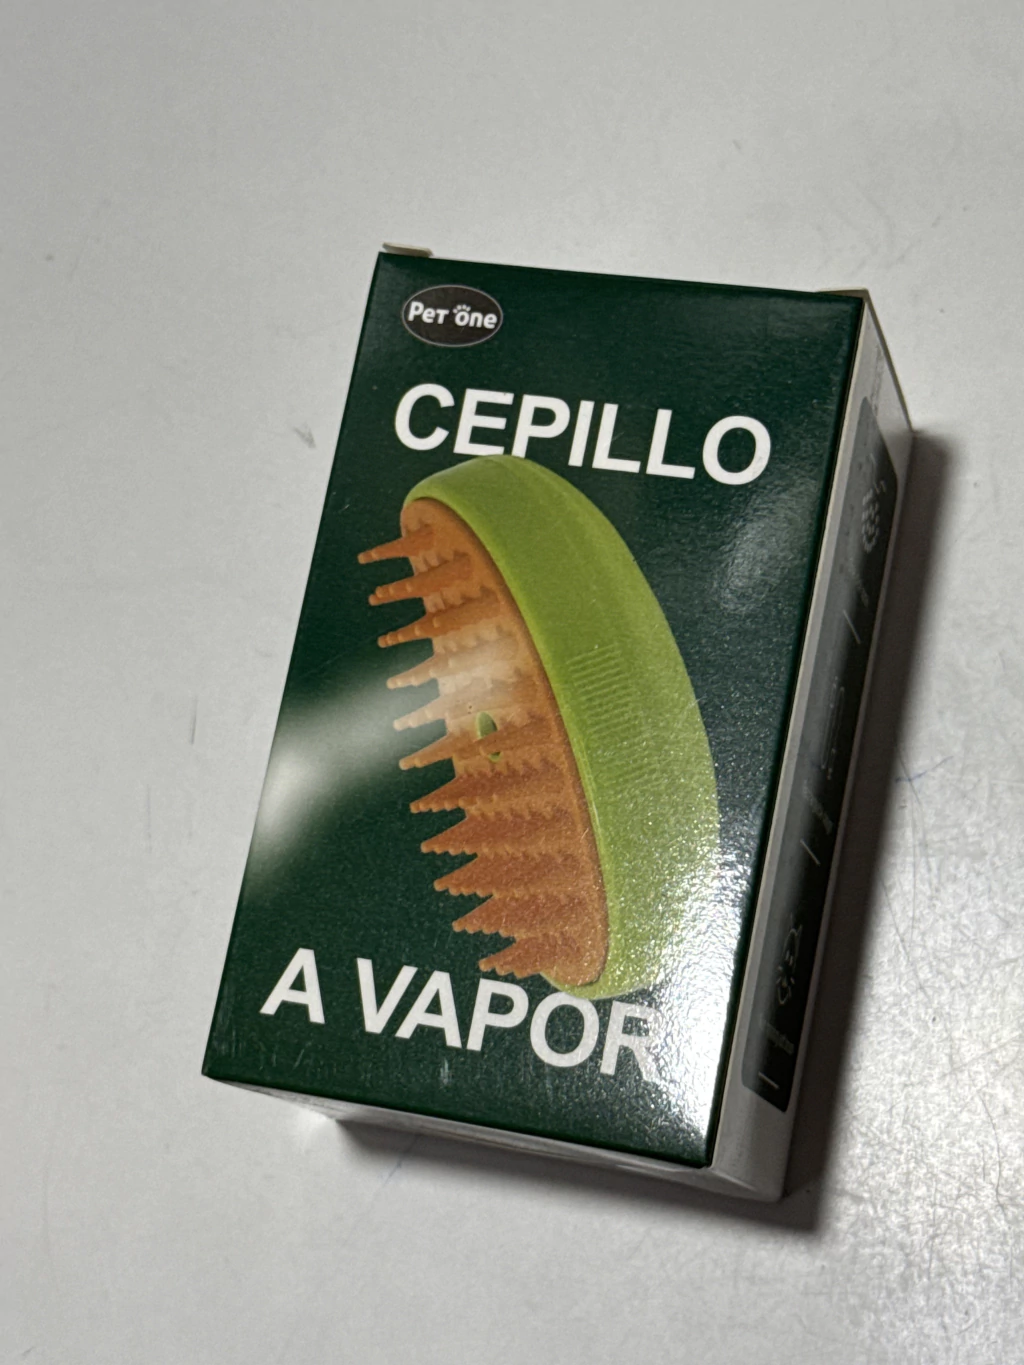 Pet One
CEPILLO
A VAPOR